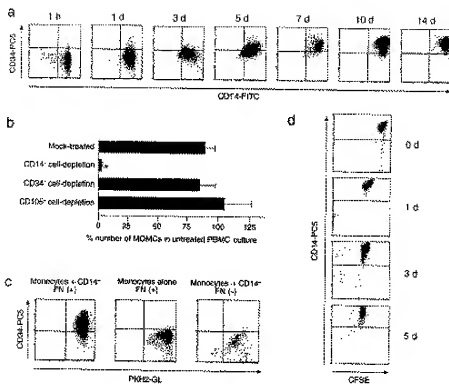 a
1 h 1 d 3 d 5 d 7 d 10 d 14 d
CD34-PC5
CD14-FITC
b
Mock-treated
CD14⁺ cell-depletion
CD34⁺ cell-depletion
CD105⁺ cell-depletion
0 25 50 75 100 125
% number of MOMCs in untreated PBMC culture
c
Monocytes + CD14⁻ FN (+)
Monocytes alone FN (+)
Monocytes + CD14⁻ FN (-)
CD34-PC5
PKH2-GL
d
0 d
1 d
3 d
5 d
CD14-PC5
CFSE